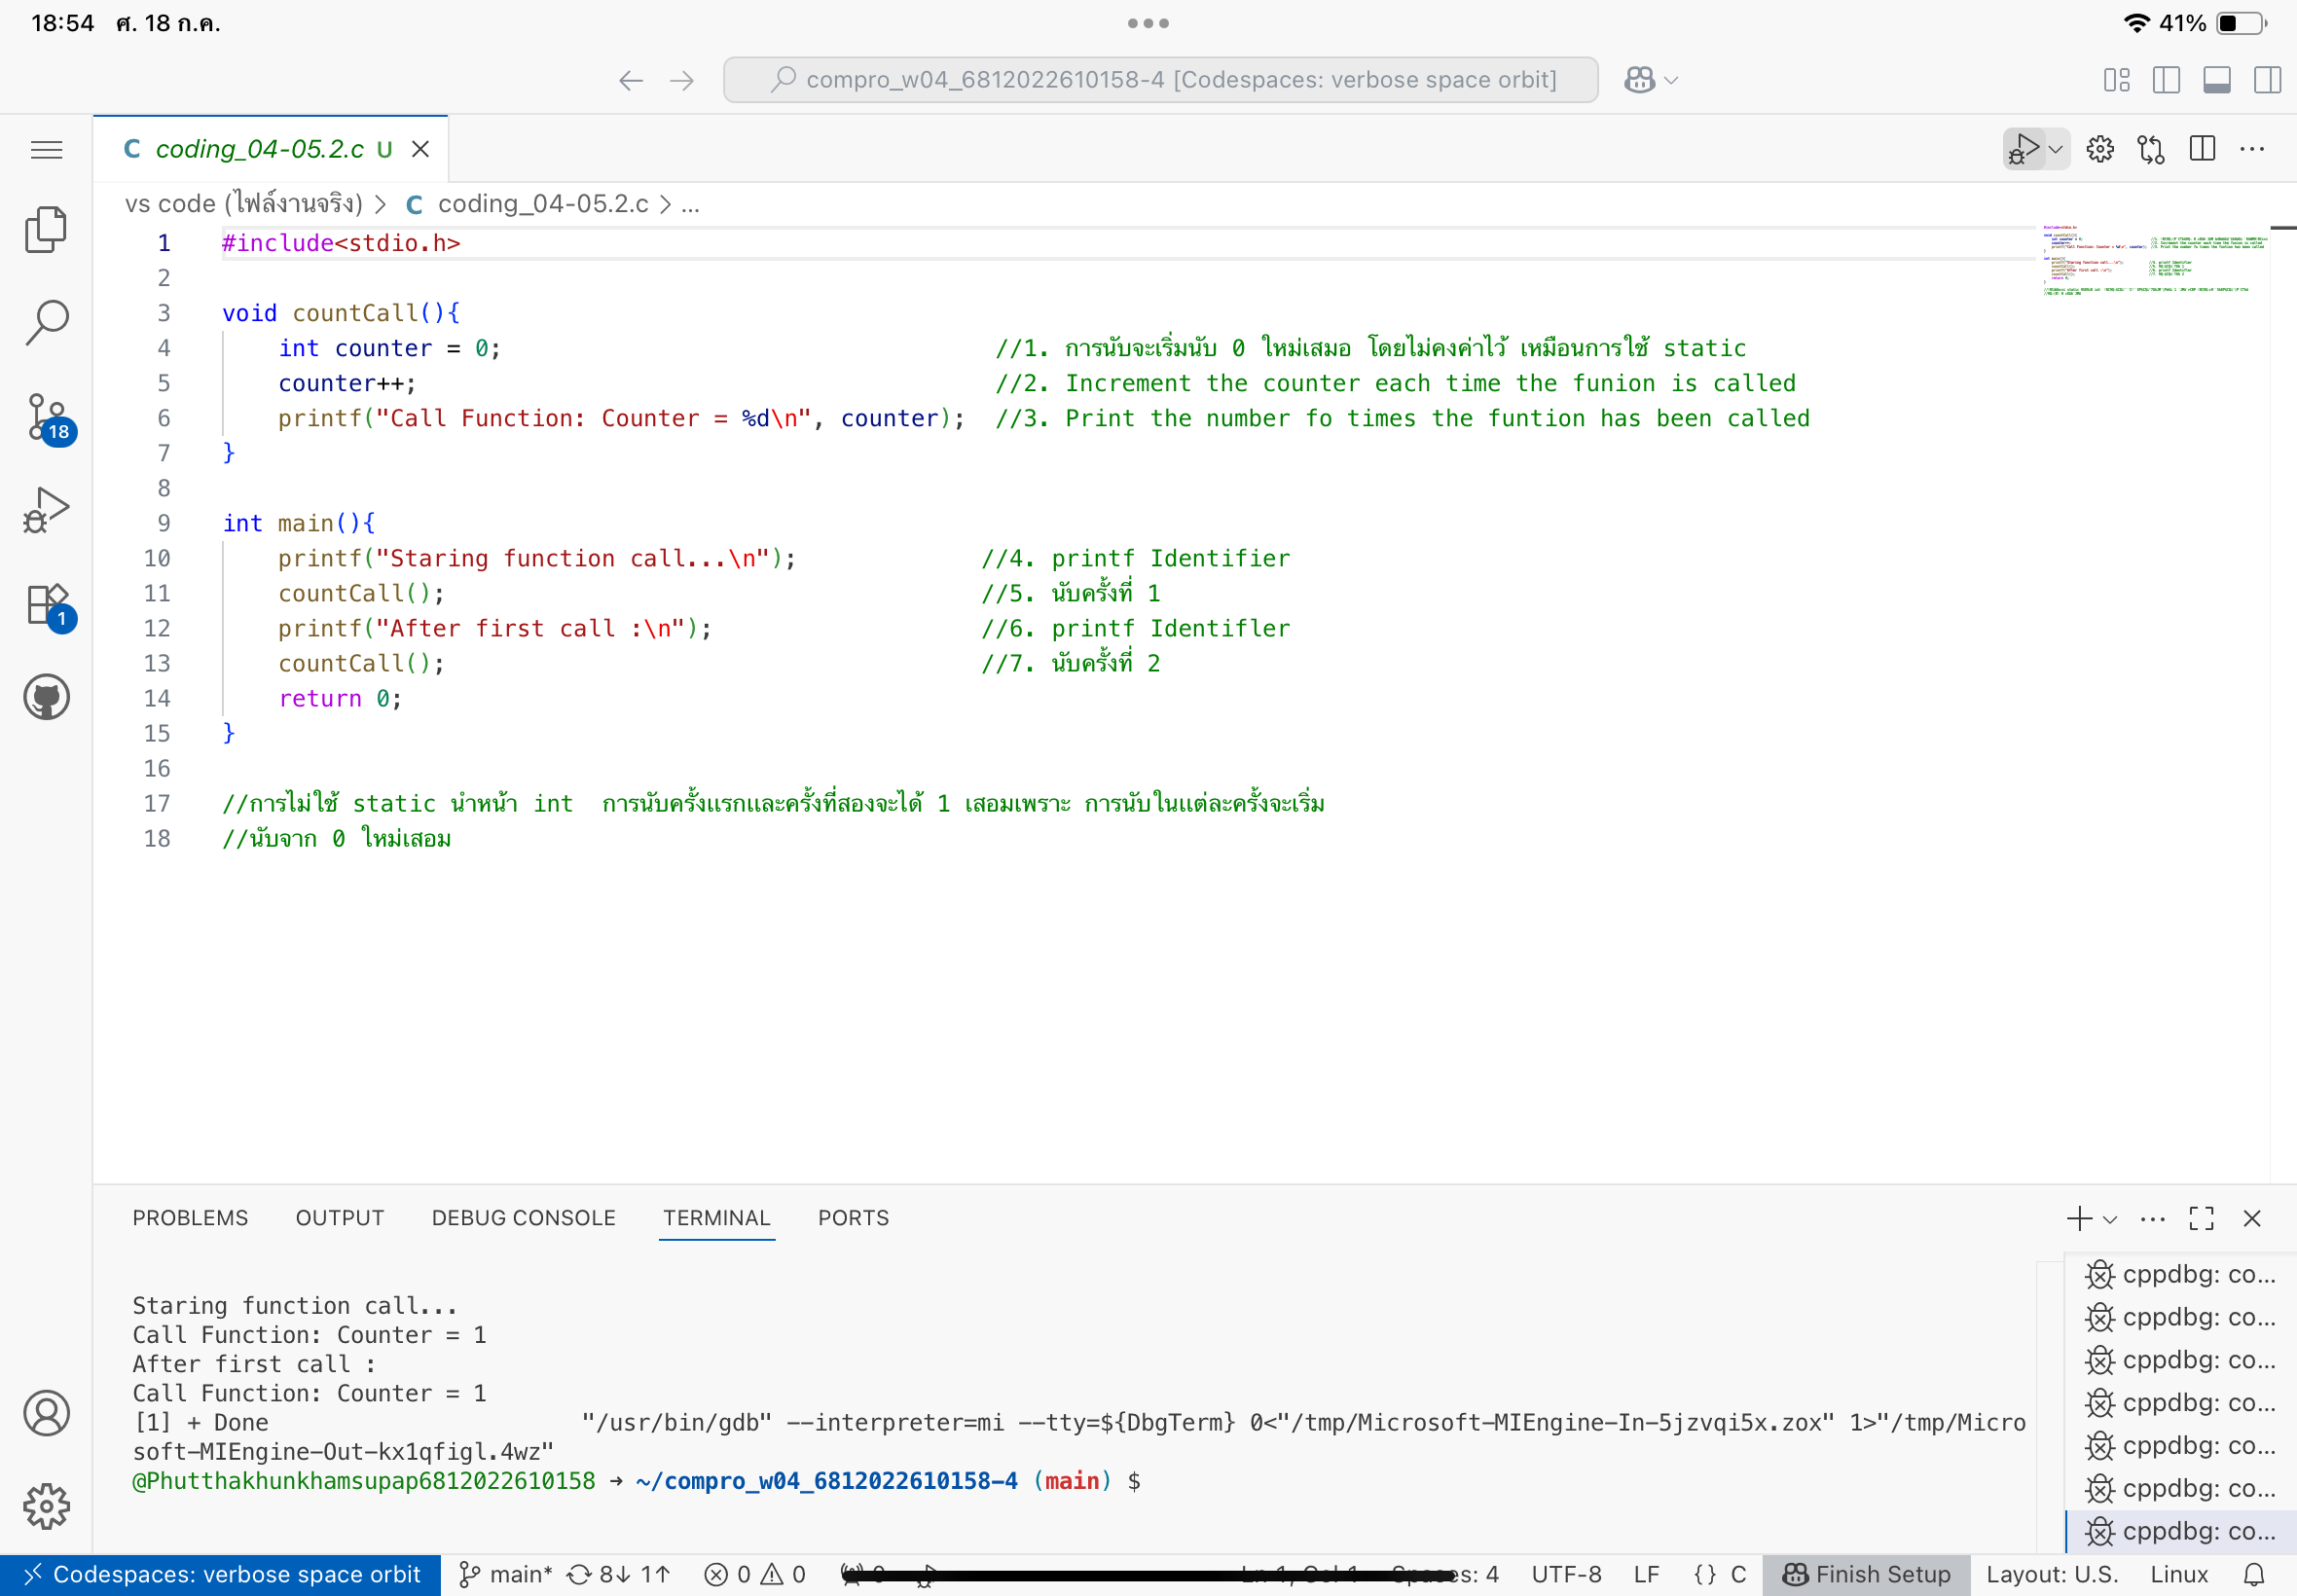 18:54 ศ. 18 ก.ค.
41%
compro_w04_6812022610158-4 [Codespaces: verbose space orbit]
C coding_04-05.2.c U
vs code (ไฟล์งานจริง) > C coding_04-05.2.c > ...
1 #include<stdio.h>
2
3 void countCall(){
4 int counter = 0; //1. การนับจะเริ่มนับ 0 ใหม่เสมอ โดยไม่คงค่าไว้ เหมือนการใช้ static
5 counter++; //2. Increment the counter each time the funion is called
6 printf("Call Function: Counter = %d\n", counter); //3. Print the number fo times the funtion has been called
7 }
8
9 int main(){
10 printf("Staring function call...\n"); //4. printf Identifier
11 countCall(); //5. นับครั้งที่ 1
12 printf("After first call :\n"); //6. printf Identifler
13 countCall(); //7. นับครั้งที่ 2
14 return 0;
15 }
16
17 //การไม่ใช้ static นำหน้า int การนับครั้งแรกและครั้งที่สองจะได้ 1 เสอมเพราะ การนับในแต่ละครั้งจะเริ่ม
18 //นับจาก 0 ใหม่เสอม
18
1
PROBLEMS OUTPUT DEBUG CONSOLE TERMINAL PORTS
Staring function call...
Call Function: Counter = 1
After first call :
Call Function: Counter = 1
[1] + Done "/usr/bin/gdb" --interpreter=mi --tty=${DbgTerm} 0<"/tmp/Microsoft-MIEngine-In-5jzvqi5x.zox" 1>"/tmp/Micro
soft-MIEngine-Out-kx1qfigl.4wz"
@Phutthakhunkhamsupap6812022610158 → ~/compro_w04_6812022610158-4 (main) $
cppdbg: co...
cppdbg: co...
cppdbg: co...
cppdbg: co...
cppdbg: co...
cppdbg: co...
cppdbg: co...
Codespaces: verbose space orbit main* 8↓ 1↑ 0 0 0 Ln 1, Col 1 Spaces: 4 UTF-8 LF {} C Finish Setup Layout: U.S. Linux